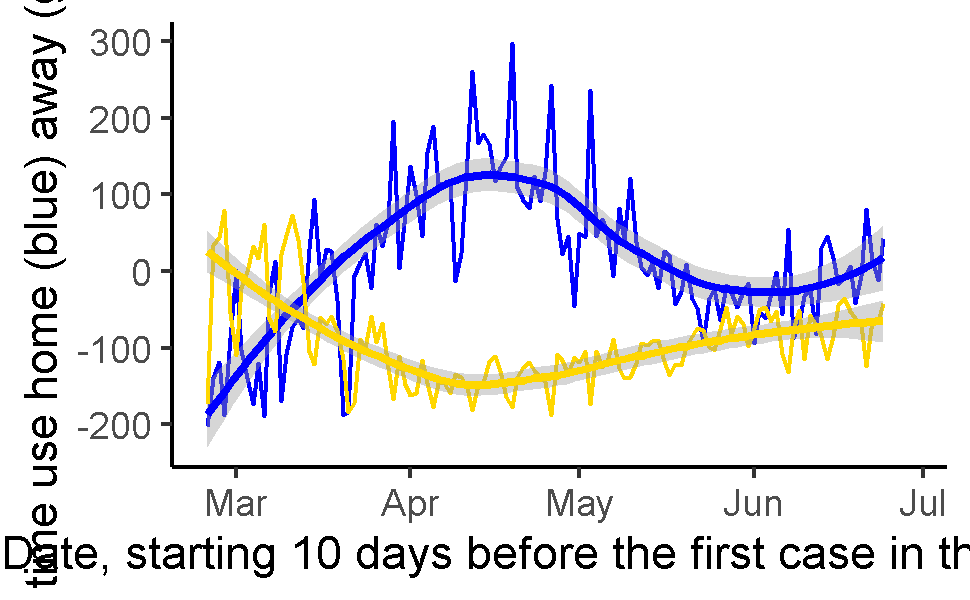 time use home (blue) away (
300
200
100
0
-100
-200
Mar Apr May Jun Jul
Date, starting 10 days before the first case in th